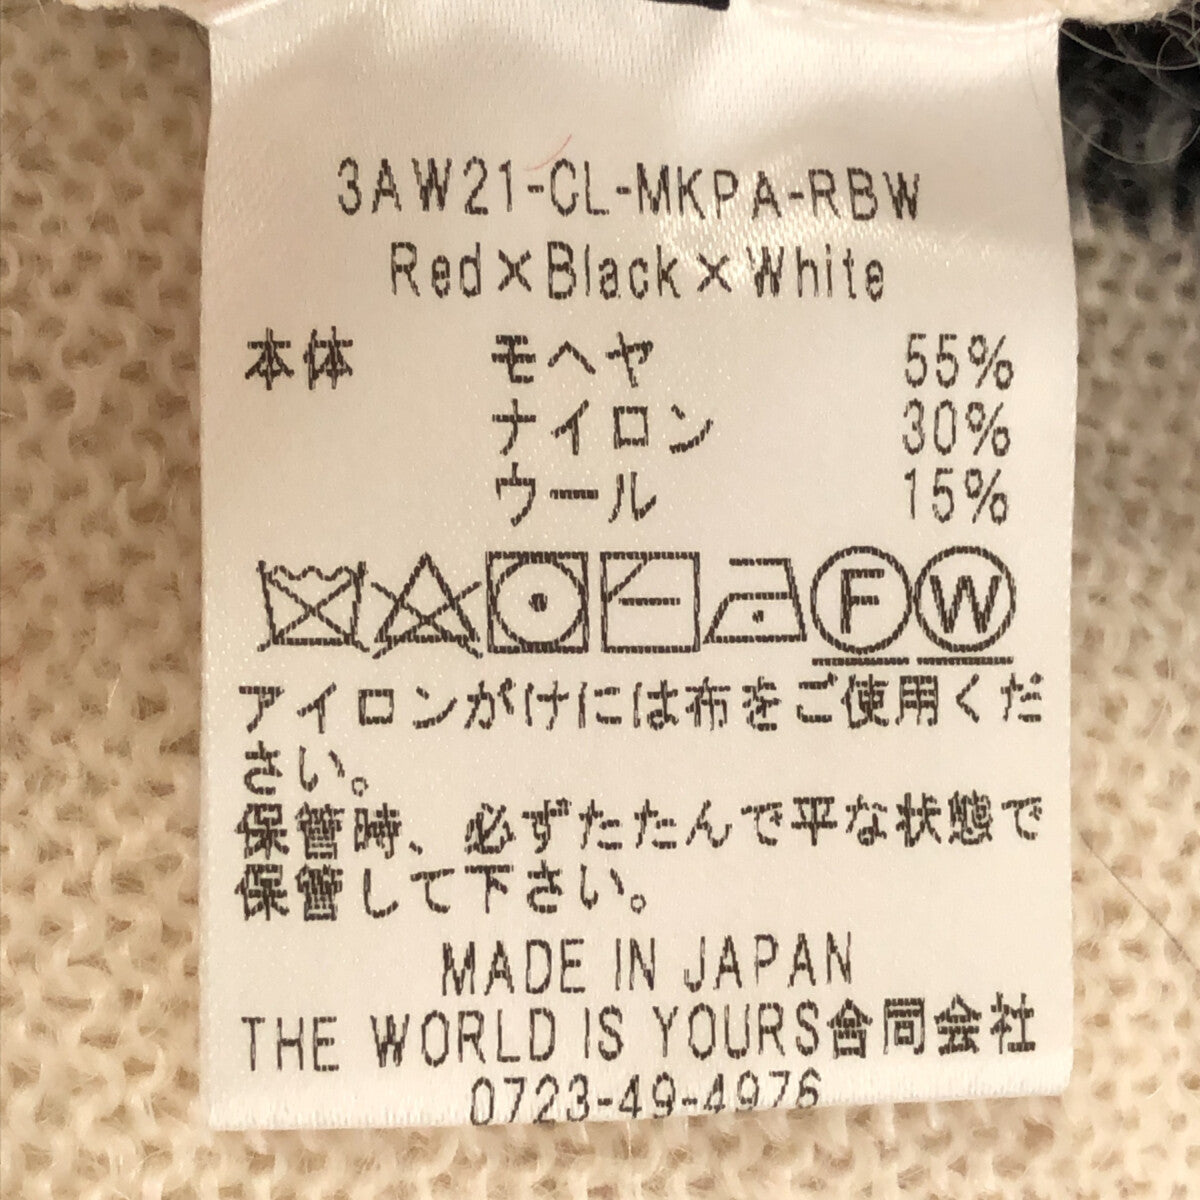 3AW21-CL-MKPA-RBW
Red×Black×White
本体 モヘヤ 55%
ナイロン 30%
ウール 15%
F W
アイロンがけには布をご使用くだ
さい。
保管時、必ずたたんで平な状態で
保管して下さい。
MADE IN JAPAN
THE WORLD IS YOURS合同会社
0723-49-4976